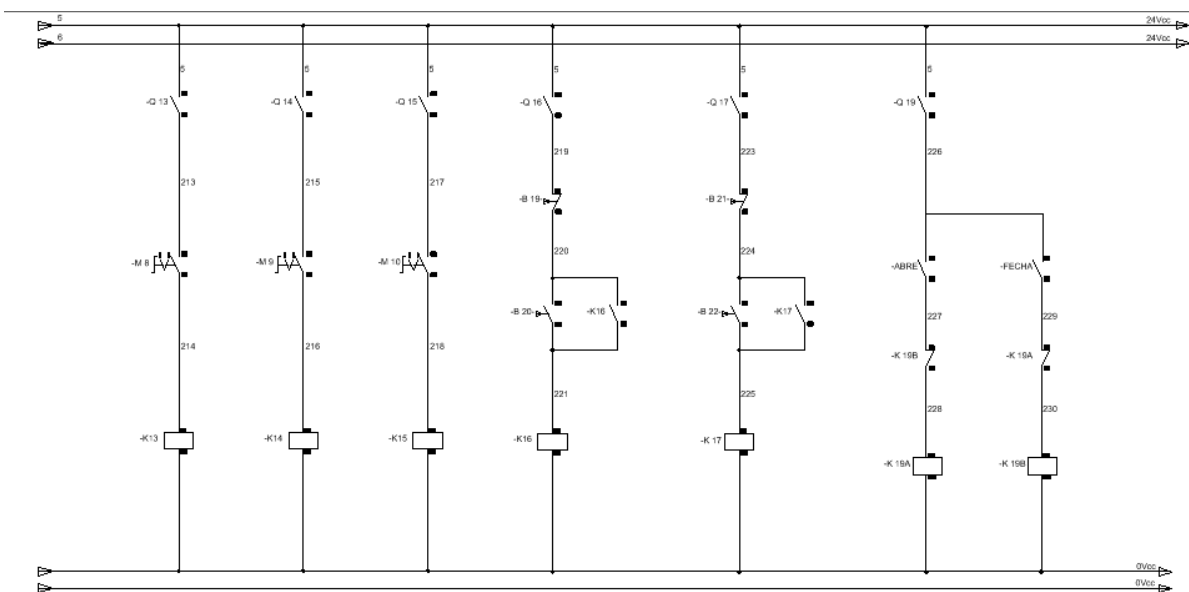 5
24Vcc
6
24Vcc
5
5
5
5
5
5
-Q 13
-Q 14
-Q 15
-Q 16
-Q 17
-Q 19
219
223
226
213
215
217
-B 19
-B 21
220
224
-M 8
-M 9
-M 10
-ABRE
-FECHA
-B 20
-K16
-B 22
-K17
227
229
214
216
218
-K 19B
-K 19A
221
225
228
230
-K13
-K14
-K15
-K16
-K 17
-K 19A
-K 19B
0Vcc
0Vcc